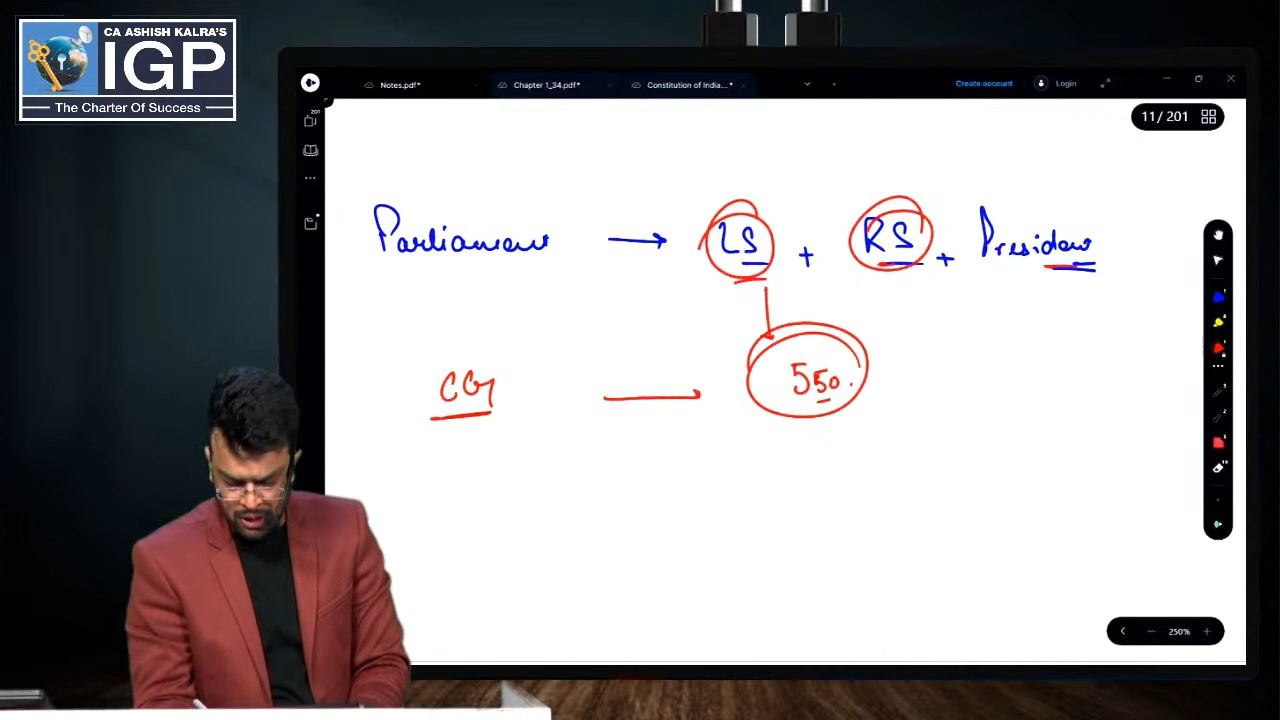 CA ASHISH KALRA'S
IGP
The Charter Of Success
Notes.pdf*
Chapter 1_34.pdf*
Constitution of India....*
Create account
Login
11 / 201
Parliament → LS + RS + President
CG
550.
250%